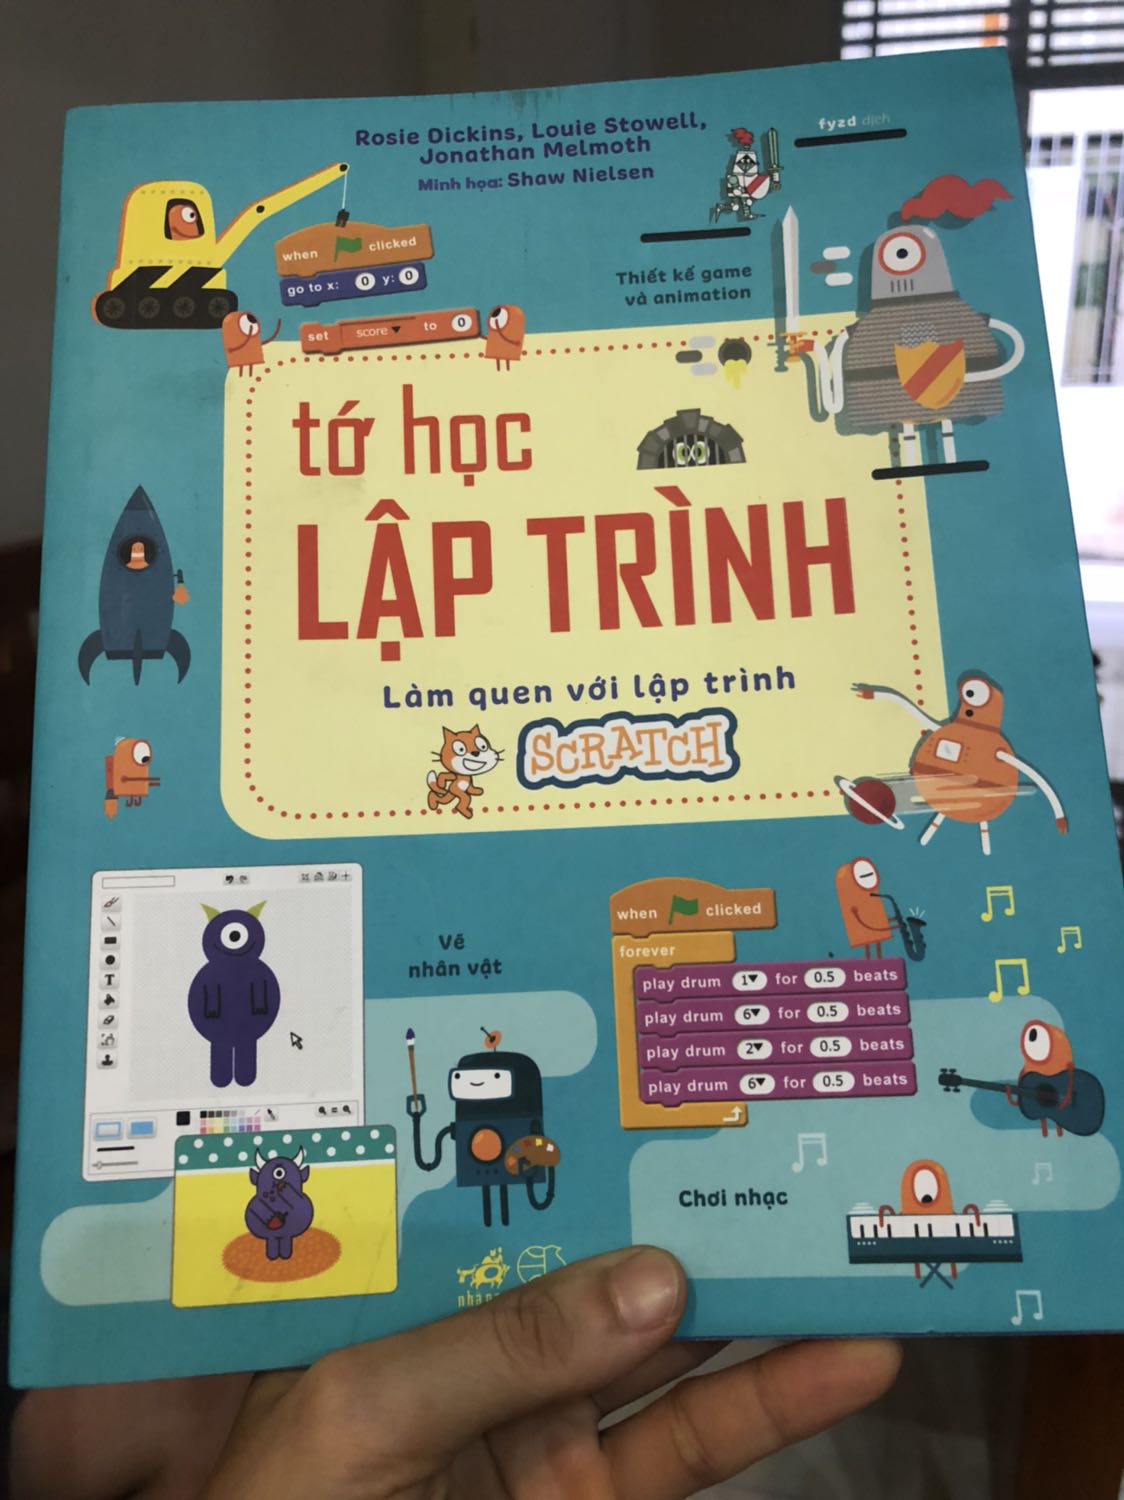 Rosie Dickins, Louie Stowell,
Jonathan Melmoth
Minh họa: Shaw Nielsen
fyzd dịch
when clicked
go to x: 0 y: 0
set score to 0
Thiết kế game
và animation
tớ học
LẬP TRÌNH
Làm quen với lập trình
SCRATCH
Vẽ
nhân vật
T
when clicked
forever
play drum 1 for 0.5 beats
play drum 6 for 0.5 beats
play drum 2 for 0.5 beats
play drum 6 for 0.5 beats
Chơi nhạc